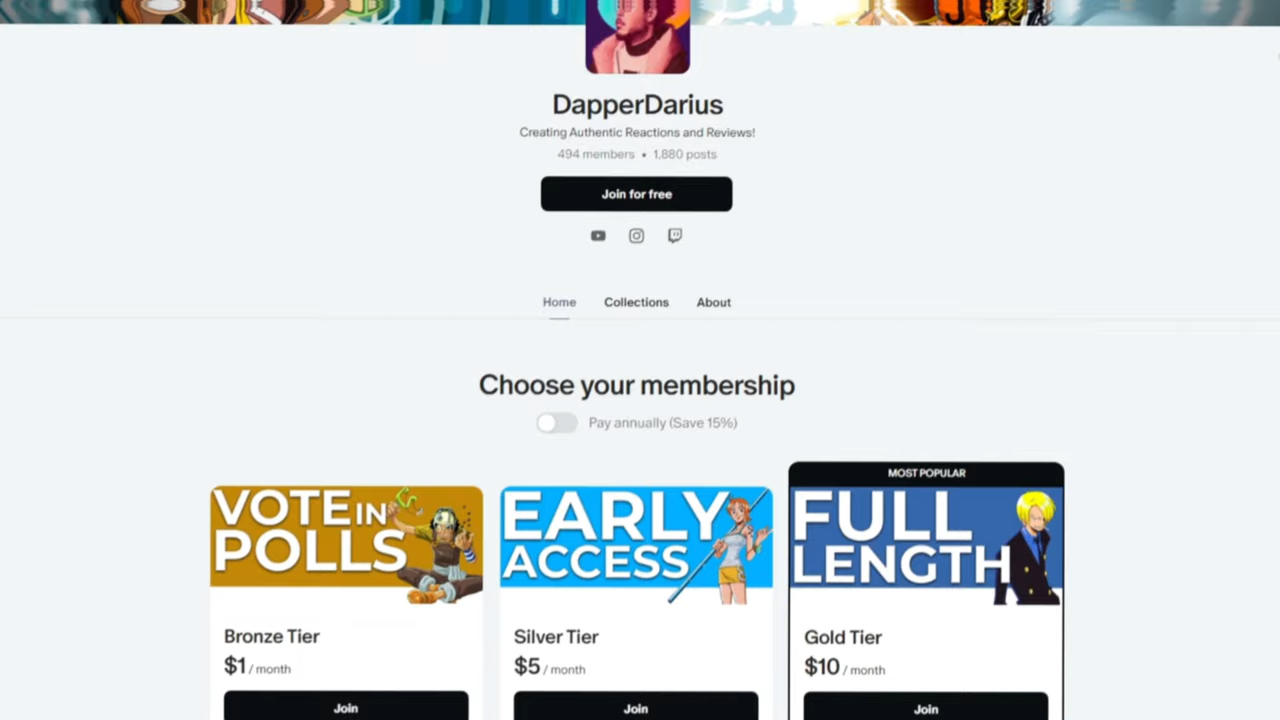 DapperDarius
Creating Authentic Reactions and Reviews!
494 members • 1,880 posts
Join for free
Home Collections About
Choose your membership
Pay annually (Save 15%)
MOST POPULAR
VOTE IN
POLLS
EARLY
ACCESS
FULL
LENGTH
Bronze Tier
$1 / month
Join
Silver Tier
$5 / month
Join
Gold Tier
$10 / month
Join